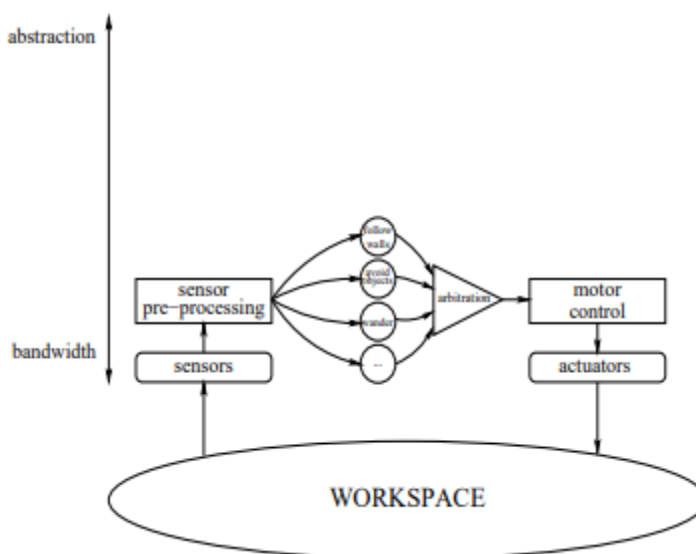 abstraction
follow
walls
avoid
objects
sensor
pre-processing
arbitration
motor
control
wander
bandwidth
sensors
...
actuators
WORKSPACE